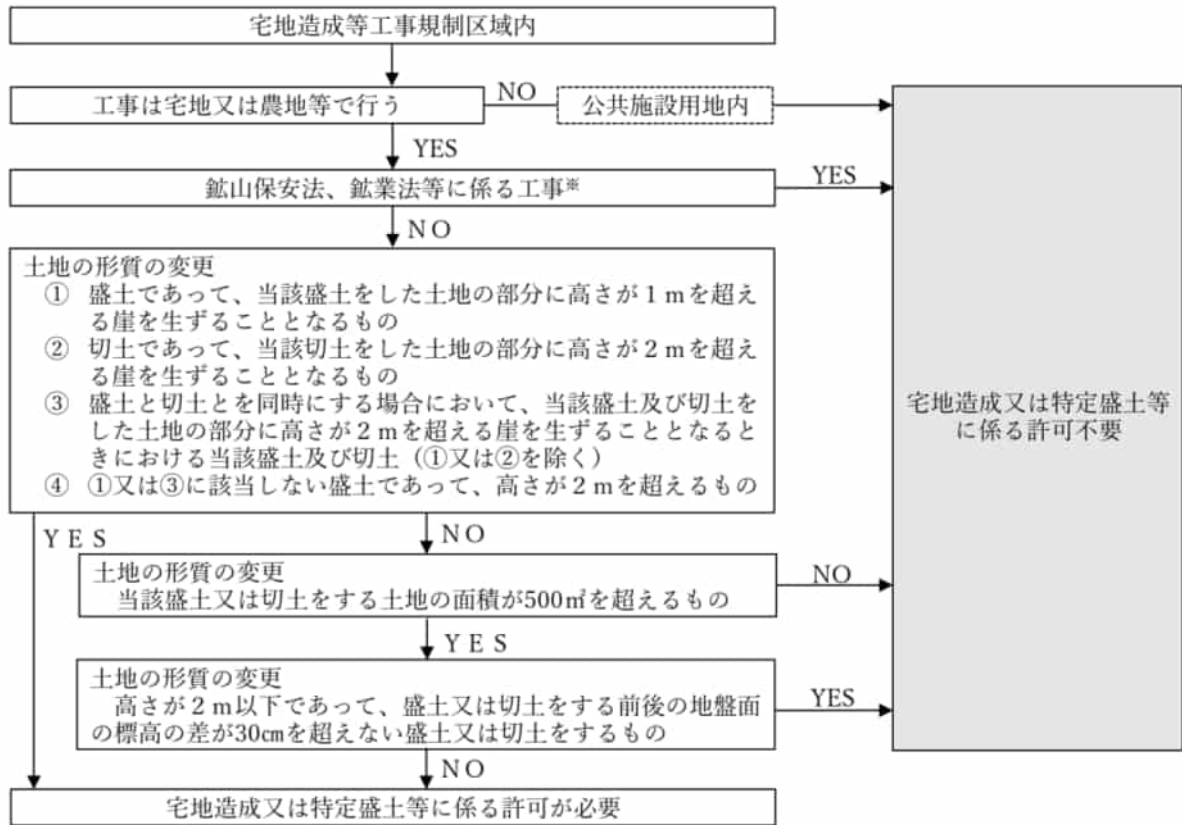 宅地造成等工事規制区域内
工事は宅地又は農地等で行う
NO
公共施設用地内
YES
鉱山保安法、鉱業法等に係る工事※
YES
NO
土地の形質の変更
① 盛土であって、当該盛土をした土地の部分に高さが1mを超え
る崖を生ずることとなるもの
② 切土であって、当該切土をした土地の部分に高さが2mを超え
る崖を生ずることとなるもの
③ 盛土と切土とを同時にする場合において、当該盛土及び切土を
した土地の部分に高さが2mを超える崖を生ずることとなると
きにおける当該盛土及び切土（①又は②を除く）
④ ①又は③に該当しない盛土であって、高さが2mを超えるもの
宅地造成又は特定盛土等
に係る許可不要
YES
NO
土地の形質の変更
当該盛土又は切土をする土地の面積が500㎡を超えるもの
NO
YES
土地の形質の変更
高さが2m以下であって、盛土又は切土をする前後の地盤面
の標高の差が30㎝を超えない盛土又は切土をするもの
YES
NO
宅地造成又は特定盛土等に係る許可が必要